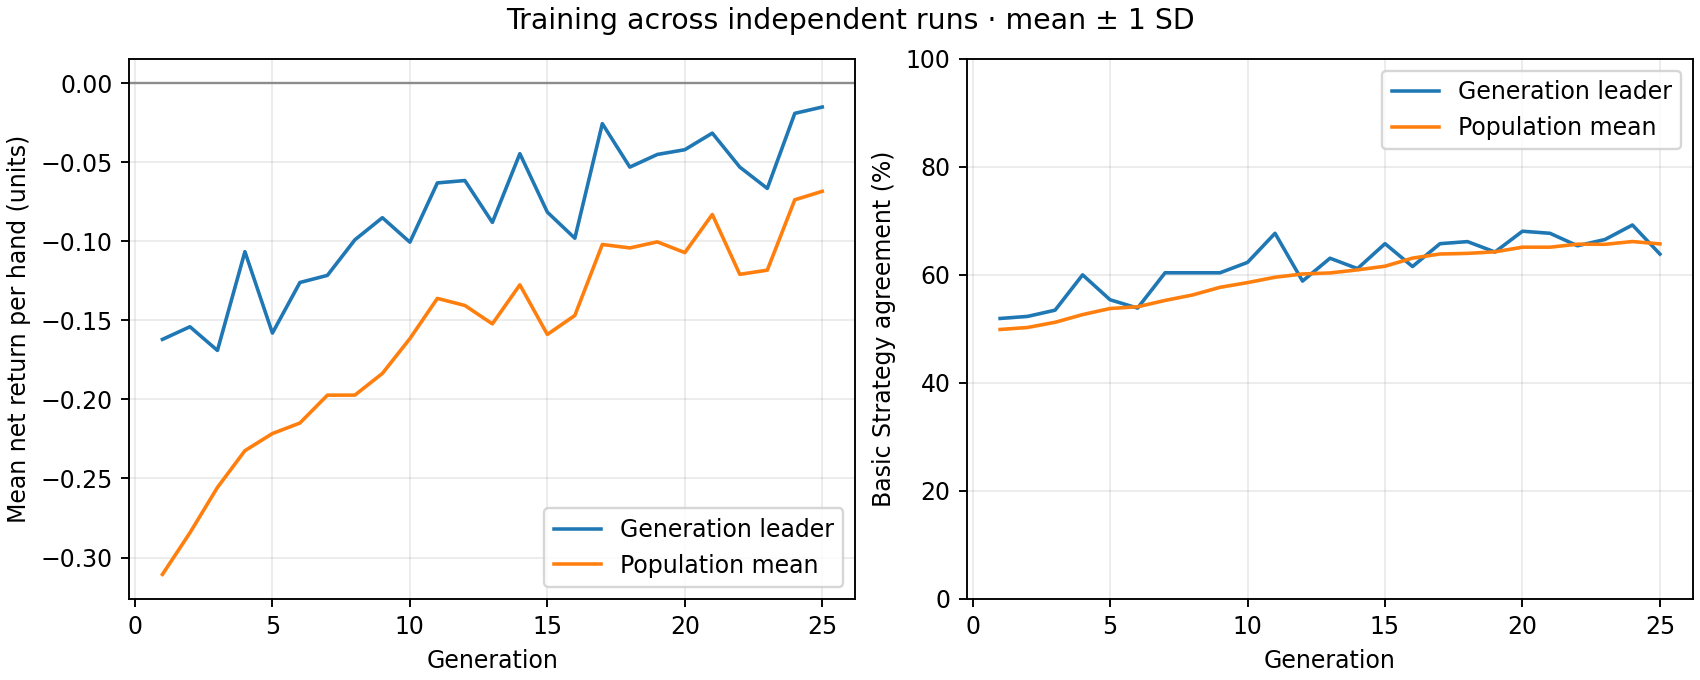 Training across independent runs · mean ± 1 SD
Mean net return per hand (units)
0.00
−0.05
−0.10
−0.15
−0.20
−0.25
−0.30
0
5
10
15
20
25
Generation
Generation leader
Population mean
Basic Strategy agreement (%)
100
80
60
40
20
0
0
5
10
15
20
25
Generation
Generation leader
Population mean